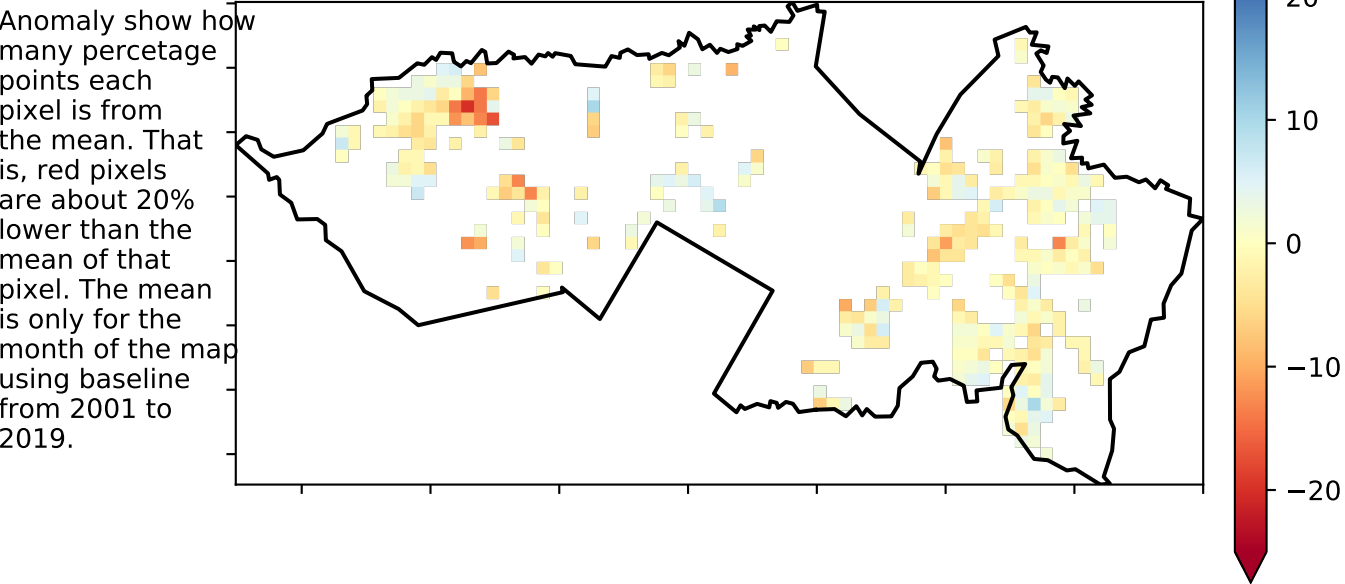 Anomaly show how
many percetage
points each
pixel is from
the mean. That
is, red pixels
are about 20%
lower than the
mean of that
pixel. The mean
is only for the
month of the map
using baseline
from 2001 to
2019.
20
10
0
−10
−20